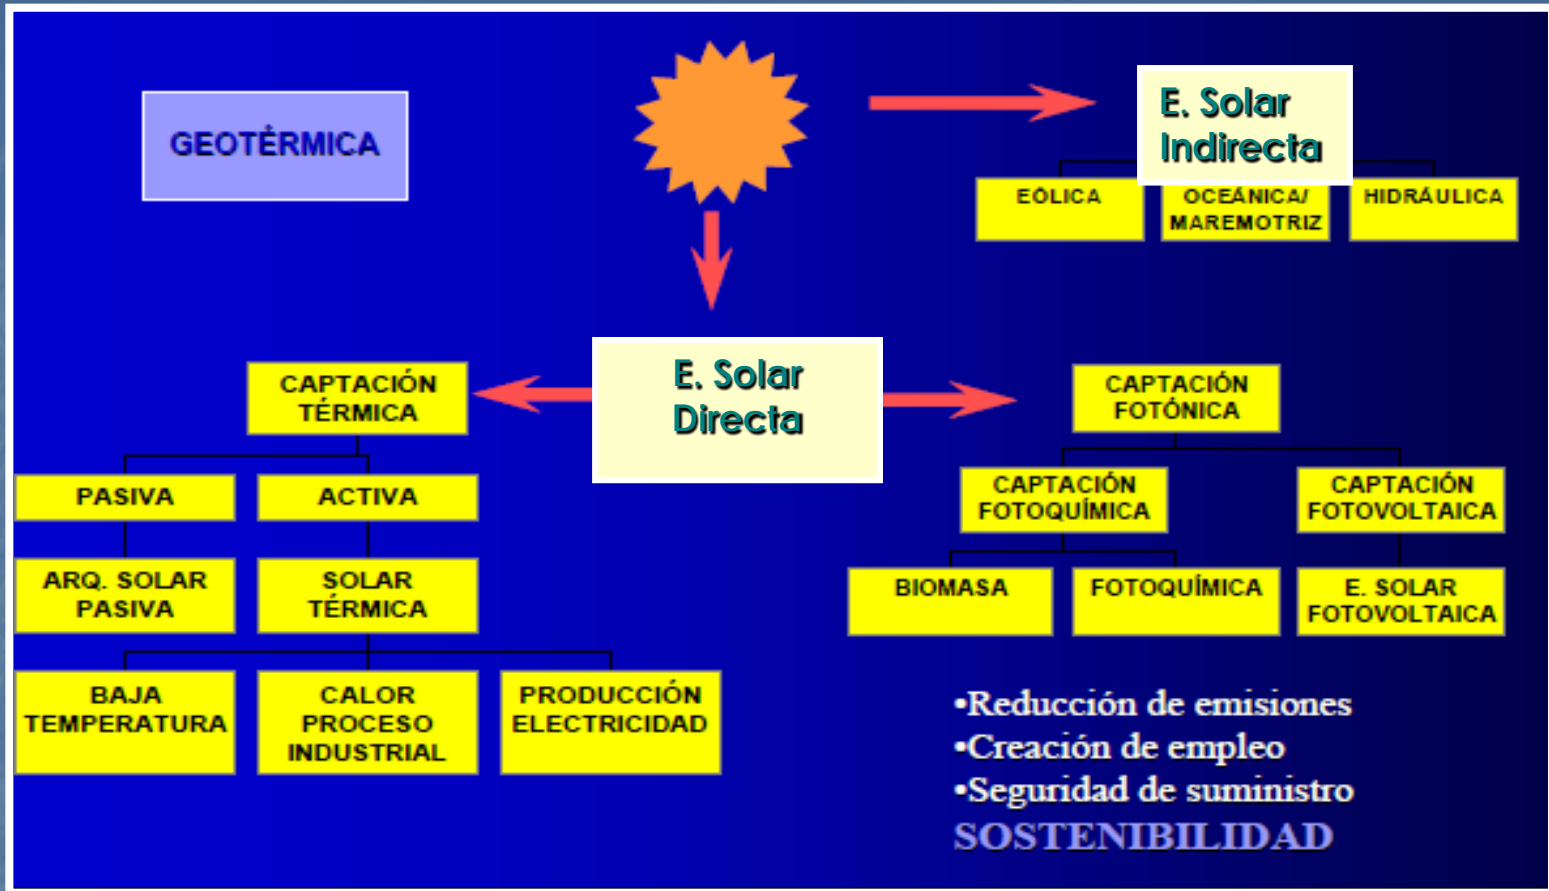 GEOTÉRMICA
E. Solar
Indirecta
EÓLICA
OCEÁNICA/
MAREMOTRIZ
HIDRÁULICA
E. Solar
Directa
CAPTACIÓN
TÉRMICA
PASIVA
ACTIVA
ARQ. SOLAR
PASIVA
SOLAR
TÉRMICA
BAJA
TEMPERATURA
CALOR
PROCESO
INDUSTRIAL
PRODUCCIÓN
ELECTRICIDAD
CAPTACIÓN
FOTÓNICA
CAPTACIÓN
FOTOQUÍMICA
CAPTACIÓN
FOTOVOLTAICA
BIOMASA
FOTOQUÍMICA
E. SOLAR
FOTOVOLTAICA
•Reducción de emisiones
•Creación de empleo
•Seguridad de suministro
SOSTENIBILIDAD